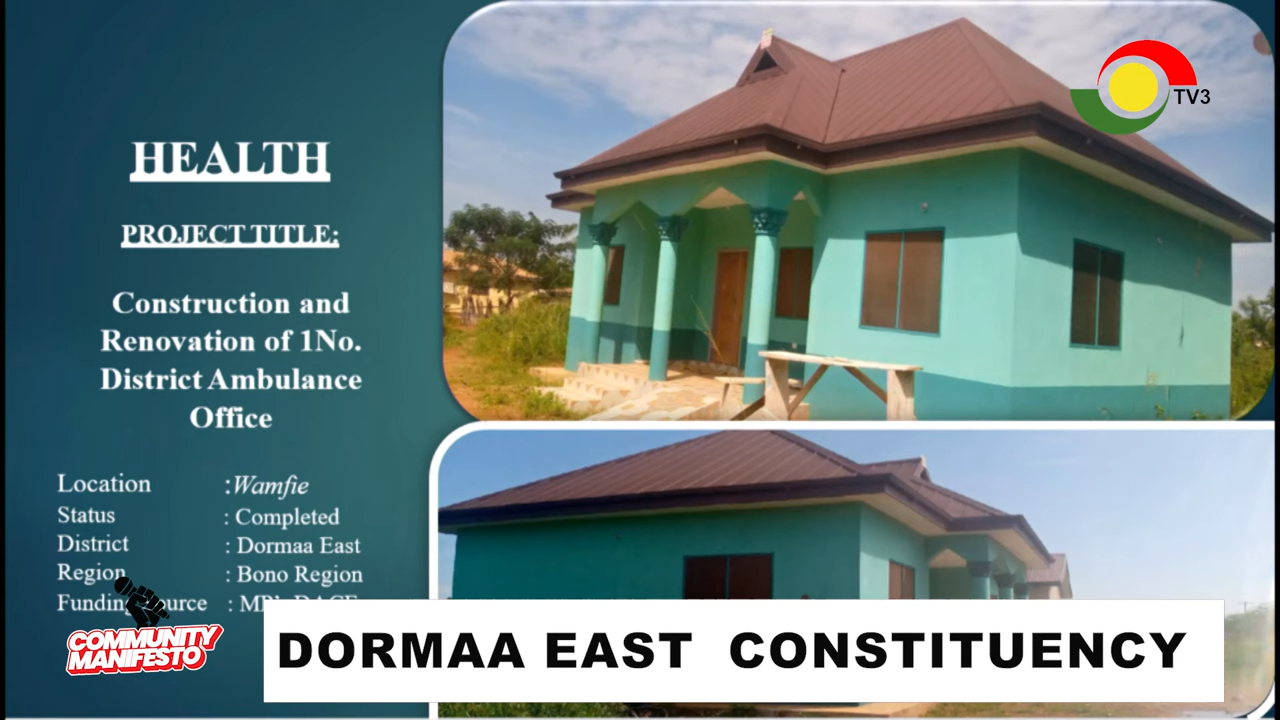 HEALTH
PROJECT TITLE:
Construction and
Renovation of 1No.
District Ambulance
Office
Location :Wamfie
Status : Completed
District : Dormaa East
Region : Bono Region
Funding :
TV3
COMMUNITY
MANIFESTO
DORMAA EAST CONSTITUENCY